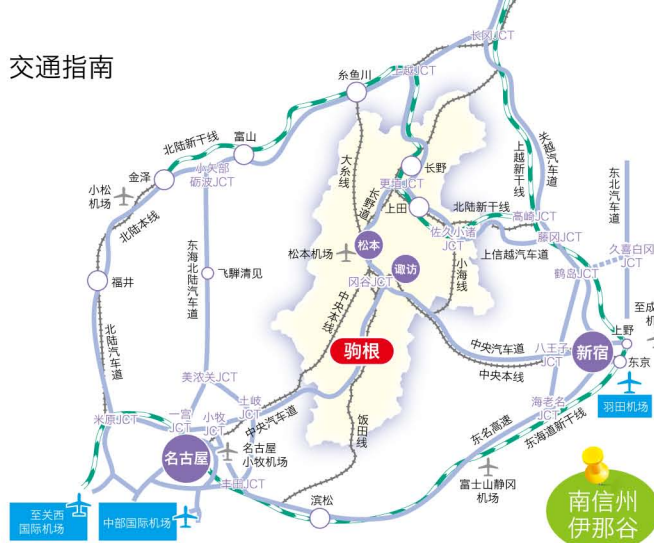 交通指南
长冈JCT
上越JCT
糸鱼川
北陆新干线
富山
小矢部
砺波JCT
金泽
小松
机场
北陆本线
大糸线
长野
更埴JCT
长野道
上田
北陆新干线
佐久小诸
JCT
上信越汽车道
小海线
上越新干线
关越汽车道
高崎JCT
藤冈JCT
鹤岛JCT
东北汽车道
久喜白冈
JCT
至成
机
松本机场
松本
诹访
冈谷JCT
福井
东海北陆汽车道
飞騨清见
北陆汽车道
中央本线
驹根
中央汽车道
中央本线
八王子
JCT
新宿
上野
东京
羽田机场
海老名
JCT
美浓关JCT
米原JCT
一宫
JCT
小牧
JCT
土岐
JCT
中央汽车道
饭田线
名古屋
名古屋
小牧机场
丰田JCT
滨松
东名高速
东海道新干线
富士山静冈
机场
至关西
国际机场
中部国际机场
南信州
伊那谷